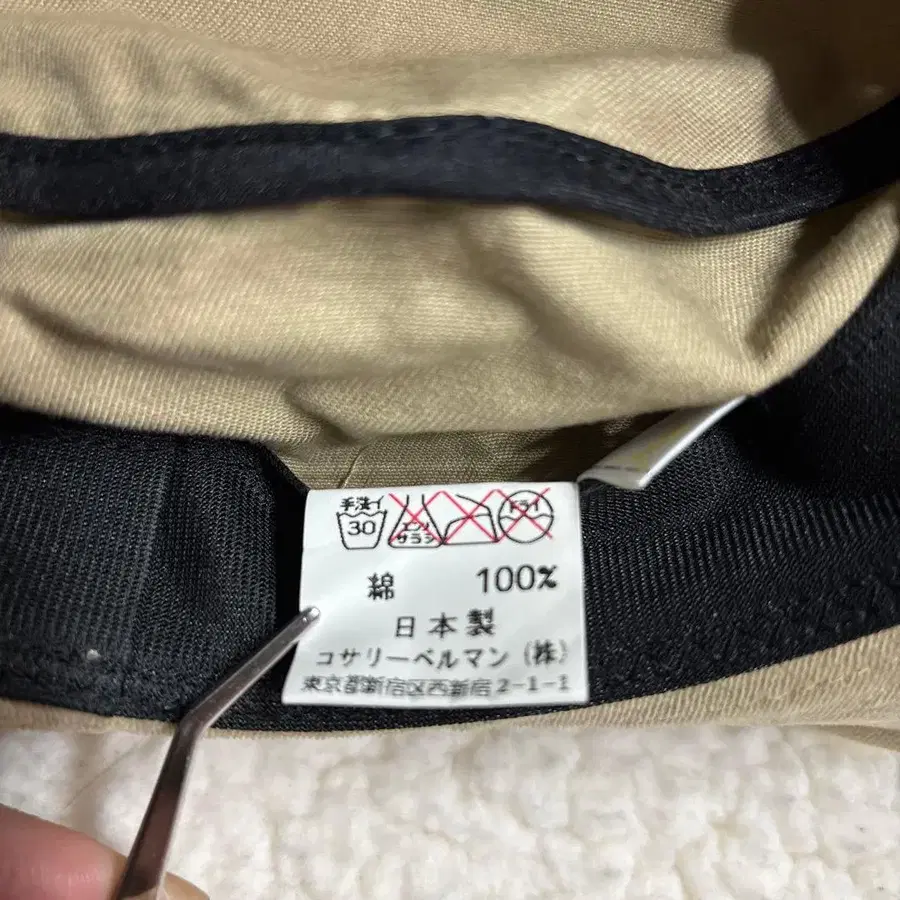 手洗イ
30 エンソサラシ ドライ
綿 100%
日本製
コサリーベルマン (株)
東京都新宿区西新宿2-1-1